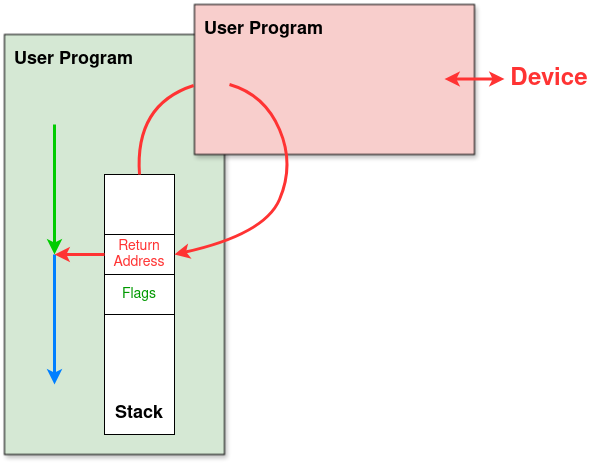 User Program
User Program
Device
Return
Address
Flags
Stack